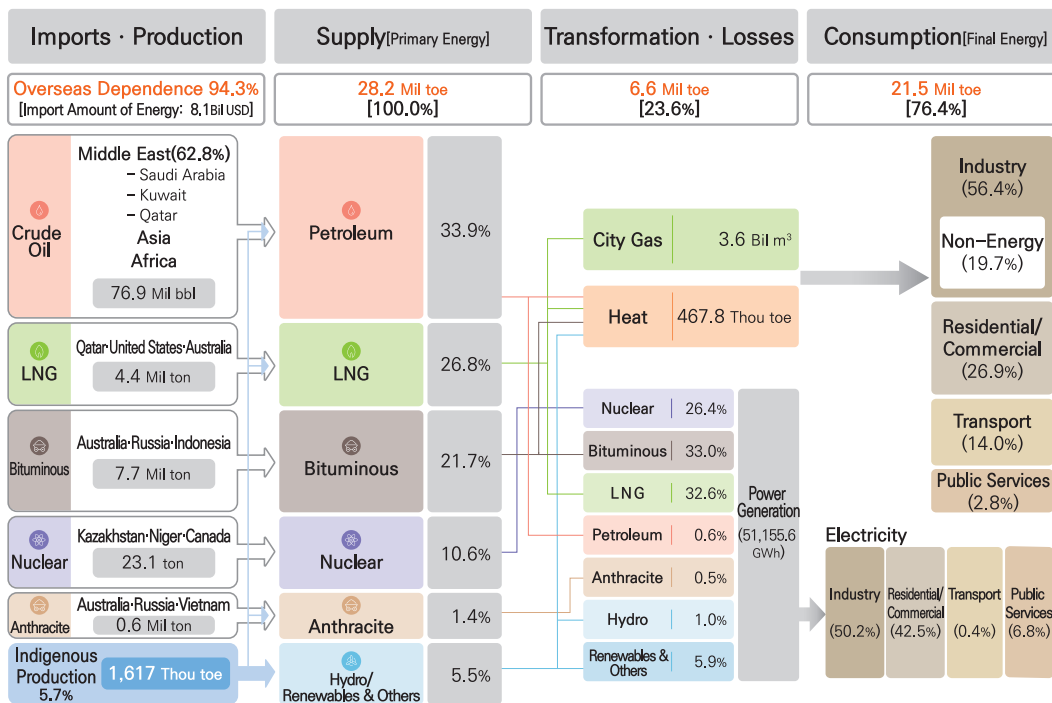 Imports · Production
Supply[Primary Energy]
Transformation · Losses
Consumption[Final Energy]
Overseas Dependence 94.3%
[Import Amount of Energy: 8.1Bil USD]
28.2 Mil toe
[100.0%]
6.6 Mil toe
[23.6%]
21.5 Mil toe
[76.4%]
Crude
Oil
Middle East(62.8%)
– Saudi Arabia
– Kuwait
– Qatar
Asia
Africa
76.9 Mil bbl
LNG
Qatar·United States·Australia
4.4 Mil ton
Bituminous
Australia·Russia·Indonesia
7.7 Mil ton
Nuclear
Kazakhstan·Niger·Canada
23.1 ton
Anthracite
Australia·Russia·Vietnam
0.6 Mil ton
Indigenous
Production
5.7%
1,617 Thou toe
Petroleum
33.9%
LNG
26.8%
Bituminous
21.7%
Nuclear
10.6%
Anthracite
1.4%
Hydro/
Renewables & Others
5.5%
City Gas
3.6 Bil m³
Heat
467.8 Thou toe
Nuclear
26.4%
Bituminous
33.0%
LNG
32.6%
Petroleum
0.6%
Anthracite
0.5%
Hydro
1.0%
Renewables &
Others
5.9%
Power
Generation
(51,155.6
GWh)
Industry
(56.4%)
Non-Energy
(19.7%)
Residential/
Commercial
(26.9%)
Transport
(14.0%)
Public Services
(2.8%)
Electricity
Industry
(50.2%)
Residential/
Commercial
(42.5%)
Transport
(0.4%)
Public
Services
(6.8%)